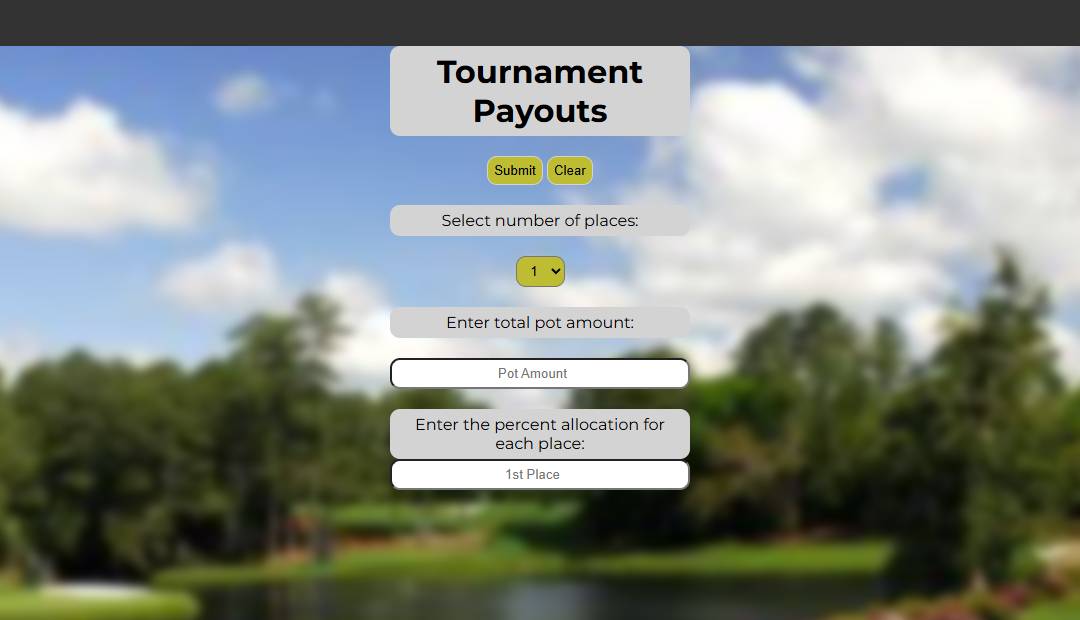 Tournament
Payouts
Submit Clear
Select number of places:
1
Enter total pot amount:
Pot Amount
Enter the percent allocation for
each place:
1st Place